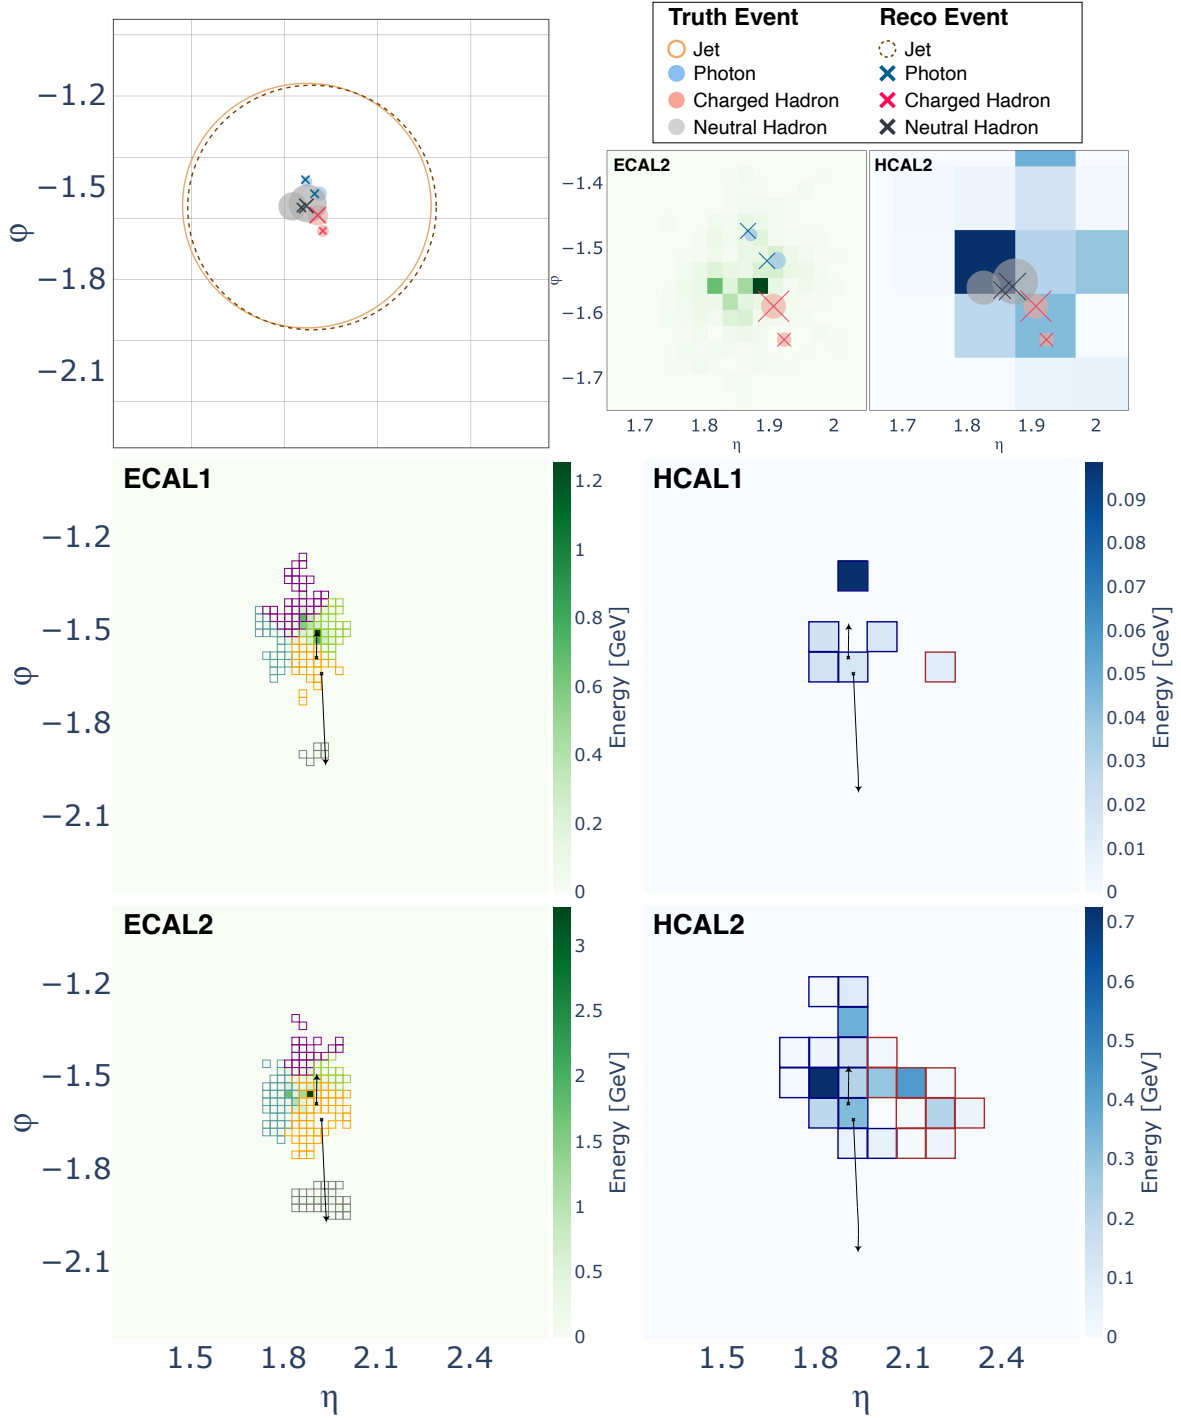 Truth Event Reco Event
Jet Jet
Photon Photon
Charged Hadron Charged Hadron
Neutral Hadron Neutral Hadron
−1.2
−1.5
−1.8
−2.1
φ
ECAL2
−1.4
−1.5
−1.6
−1.7
φ
1.7 1.8 1.9 2
η
HCAL2
1.7 1.8 1.9 2
η
ECAL1
−1.2
−1.5
−1.8
−2.1
φ
1.2
1
0.8
0.6
0.4
0.2
0
Energy [GeV]
HCAL1
0.09
0.08
0.07
0.06
0.05
0.04
0.03
0.02
0.01
0
Energy [GeV]
ECAL2
−1.2
−1.5
−1.8
−2.1
φ
1.5 1.8 2.1 2.4
η
3
2.5
2
1.5
1
0.5
0
Energy [GeV]
HCAL2
1.5 1.8 2.1 2.4
η
0.7
0.6
0.5
0.4
0.3
0.2
0.1
0
Energy [GeV]